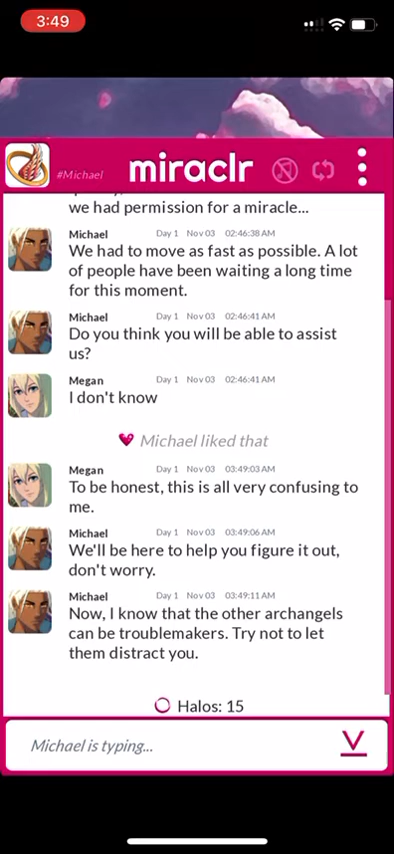 3:49
#Michael
miraclr
we had permission for a miracle...
Michael Day 1 Nov 03 02:46:38 AM
We had to move as fast as possible. A lot
of people have been waiting a long time
for this moment.
Michael Day 1 Nov 03 02:46:41 AM
Do you think you will be able to assist
us?
Megan Day 1 Nov 03 02:46:41 AM
I don't know
Michael liked that
Megan Day 1 Nov 03 03:49:03 AM
To be honest, this is all very confusing to
me.
Michael Day 1 Nov 03 03:49:06 AM
We'll be here to help you figure it out,
don't worry.
Michael Day 1 Nov 03 03:49:11 AM
Now, I know that the other archangels
can be troublemakers. Try not to let
them distract you.
Halos: 15
Michael is typing...